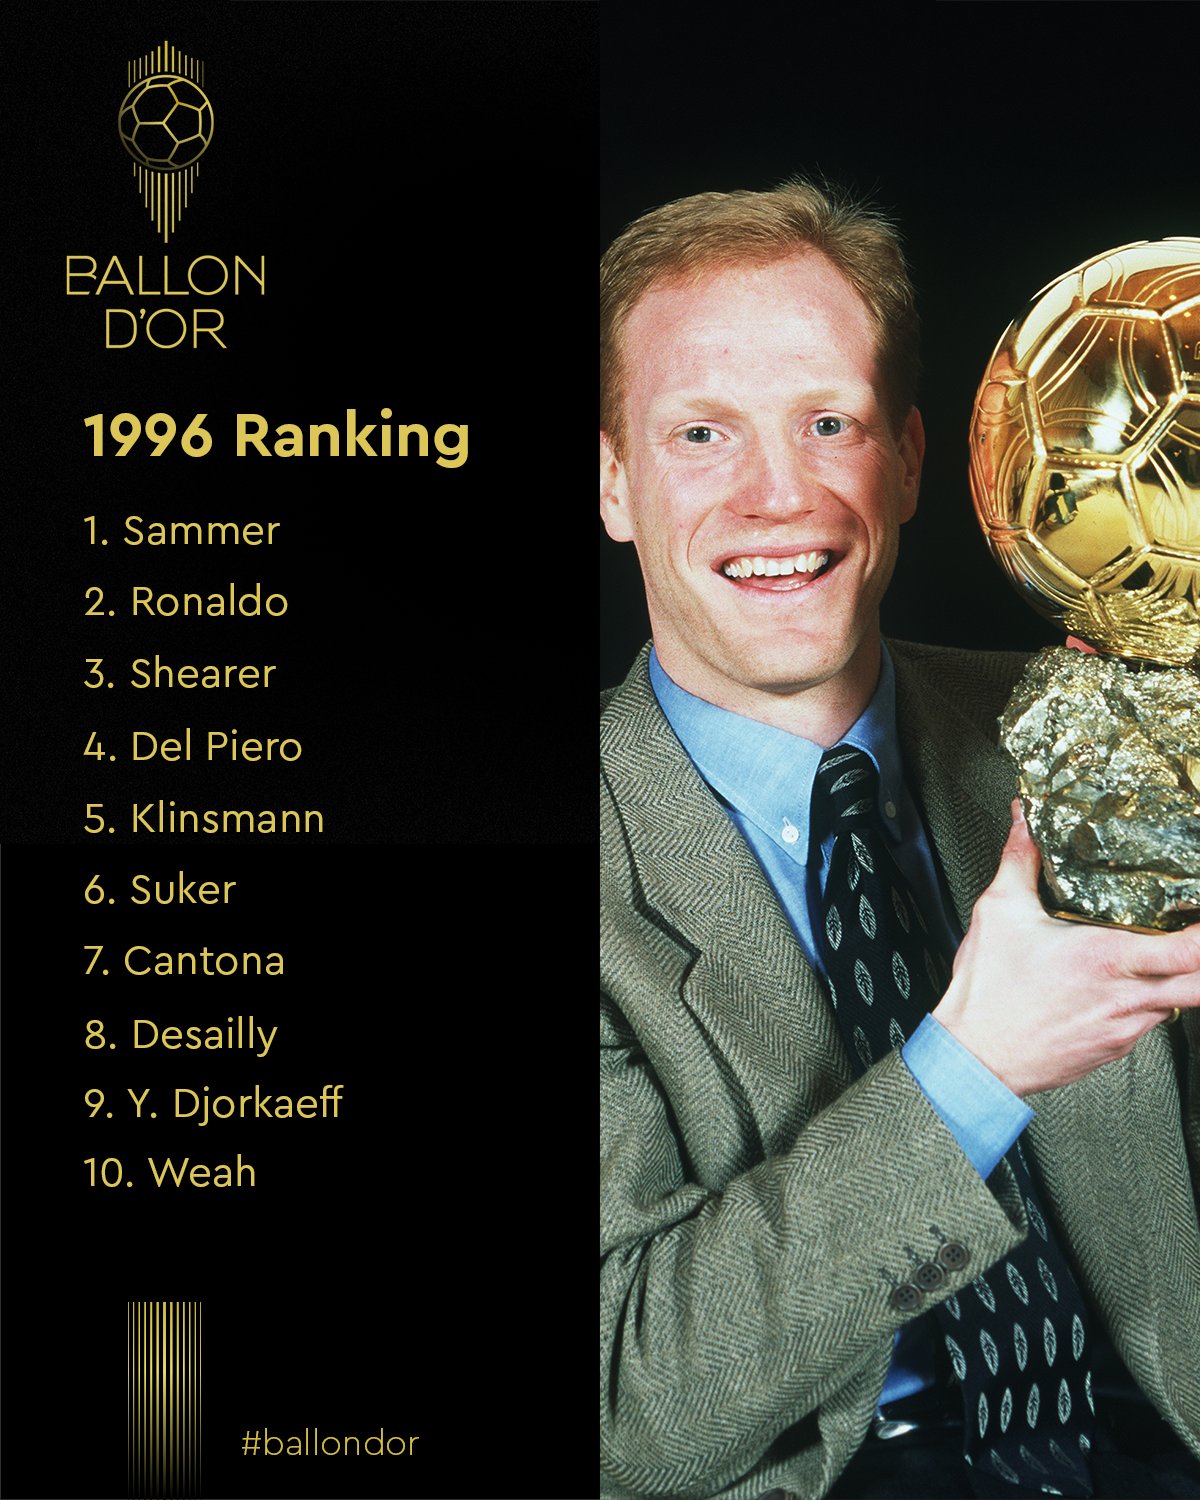 BALLON
D'OR
1996 Ranking
1. Sammer
2. Ronaldo
3. Shearer
4. Del Piero
5. Klinsmann
6. Suker
7. Cantona
8. Desailly
9. Y. Djorkaeff
10. Weah
#ballondor